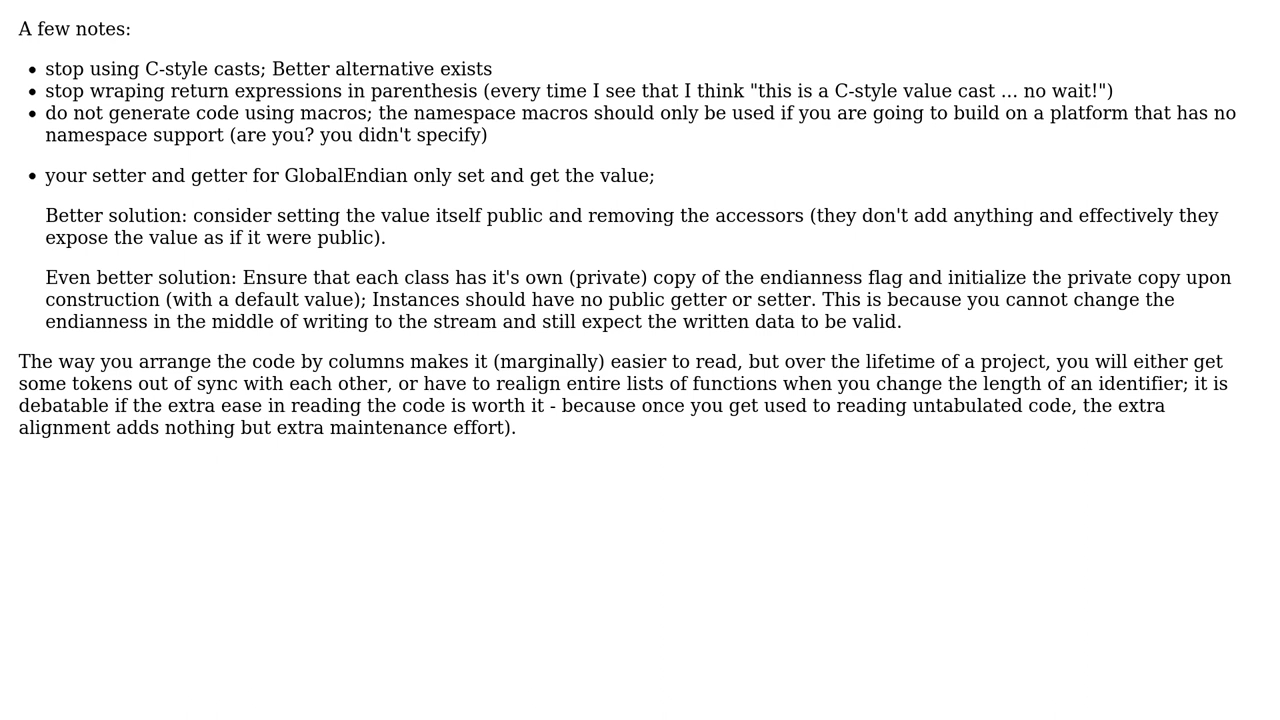 A few notes:
• stop using C-style casts; Better alternative exists
• stop wraping return expressions in parenthesis (every time I see that I think "this is a C-style value cast ... no wait!")
• do not generate code using macros; the namespace macros should only be used if you are going to build on a platform that has no
namespace support (are you? you didn't specify)
• your setter and getter for GlobalEndian only set and get the value;
Better solution: consider setting the value itself public and removing the accessors (they don't add anything and effectively they
expose the value as if it were public).
Even better solution: Ensure that each class has it's own (private) copy of the endianness flag and initialize the private copy upon
construction (with a default value); Instances should have no public getter or setter. This is because you cannot change the
endianness in the middle of writing to the stream and still expect the written data to be valid.
The way you arrange the code by columns makes it (marginally) easier to read, but over the lifetime of a project, you will either get
some tokens out of sync with each other, or have to realign entire lists of functions when you change the length of an identifier; it is
debatable if the extra ease in reading the code is worth it - because once you get used to reading untabulated code, the extra
alignment adds nothing but extra maintenance effort).